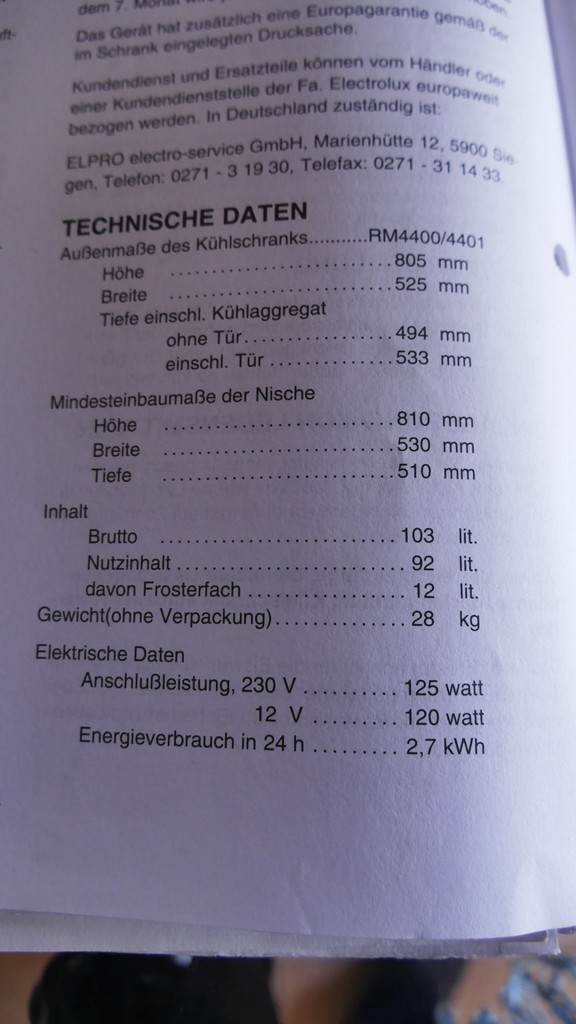 dem 7. Monat
Das Gerät hat zusätzlich eine Europagarantie gemäß der
im Schrank eingelegten Drucksache.
Kundendienst und Ersatzteile können vom Händler oder
einer Kundendienststelle der Fa. Electrolux europaweit
bezogen werden. In Deutschland zuständig ist:
ELPRO electro-service GmbH, Marienhütte 12, 5900 Sie-
gen, Telefon: 0271 - 3 19 30, Telefax: 0271 - 31 14 33.
TECHNISCHE DATEN
Außenmaße des Kühlschranks...........RM4400/4401
Höhe ............................805 mm
Breite ............................525 mm
Tiefe einschl. Kühlaggregat
ohne Tür..................494 mm
einschl. Tür ...............533 mm
Mindesteinbaumaße der Nische
Höhe ............................810 mm
Breite ............................530 mm
Tiefe ............................510 mm
Inhalt
Brutto .............................. 103 lit.
Nutzinhalt............................ 92 lit.
davon Frosterfach ................... 12 lit.
Gewicht(ohne Verpackung)................ 28 kg
Elektrische Daten
Anschlußleistung, 230 V .......... 125 watt
12 V ......... 120 watt
Energieverbrauch in 24 h ......... 2,7 kWh